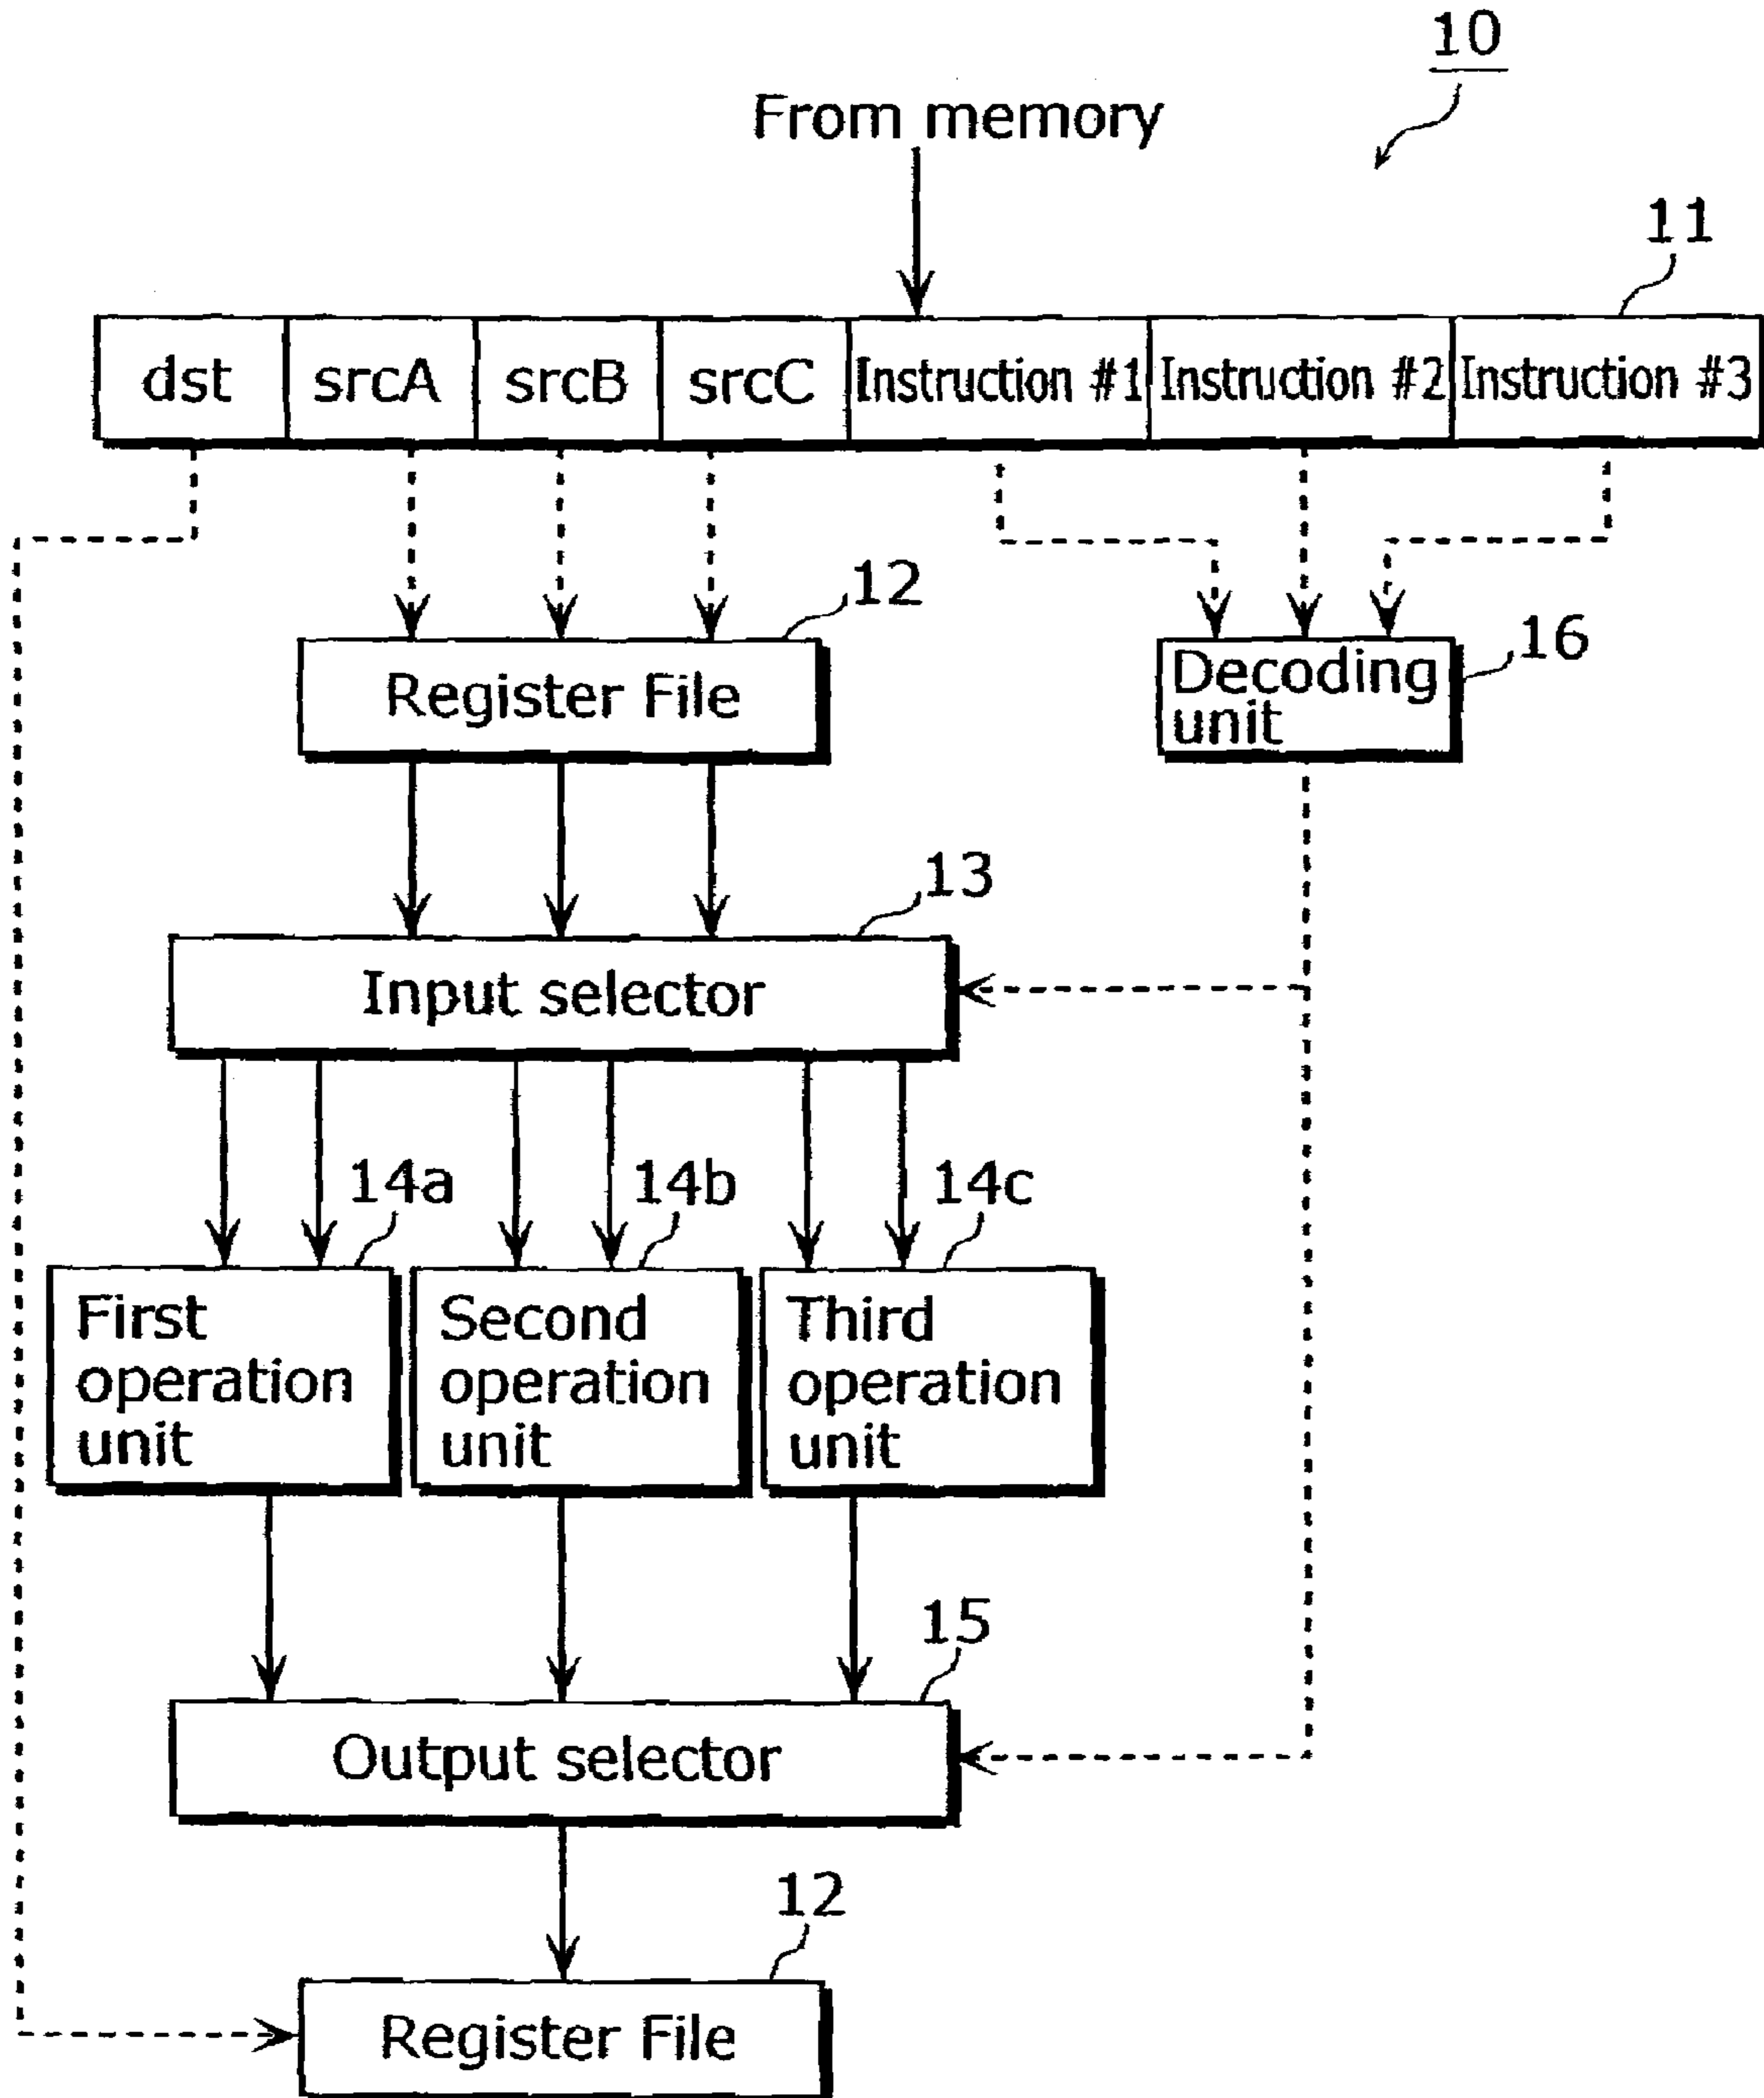 10
From memory
11
dst srcA srcB srcC Instruction #1 Instruction #2 Instruction #3
12
Register File
16
Decoding
unit
13
Input selector
14a 14b 14c
First
operation
unit
Second
operation
unit
Third
operation
unit
15
Output selector
12
Register File